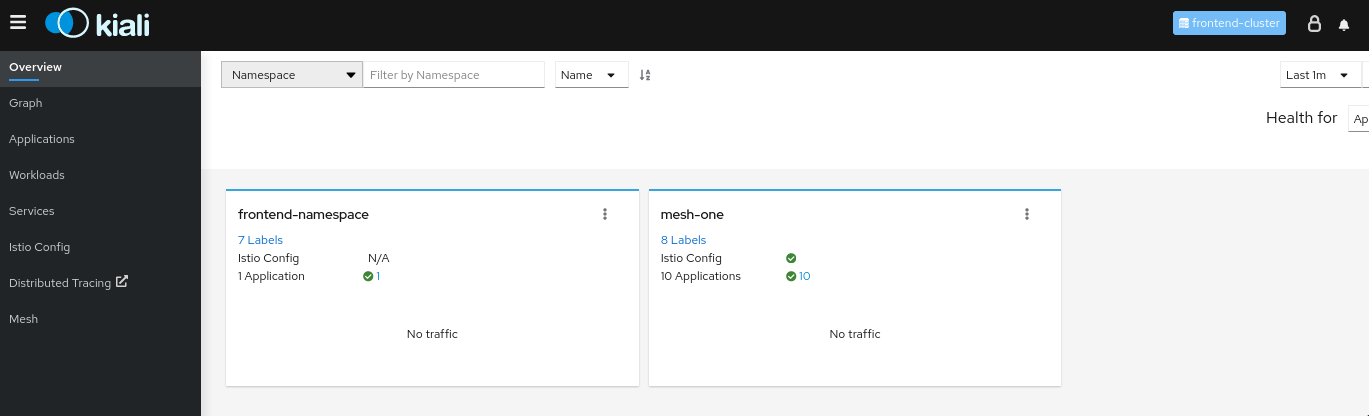 kiali
frontend-cluster
Overview
Graph
Applications
Workloads
Services
Istio Config
Distributed Tracing
Mesh
Namespace
Filter by Namespace
Name
Last 1m
Health for
Ap
frontend-namespace
7 Labels
Istio Config N/A
1 Application 1
No traffic
mesh-one
8 Labels
Istio Config
10 Applications 10
No traffic